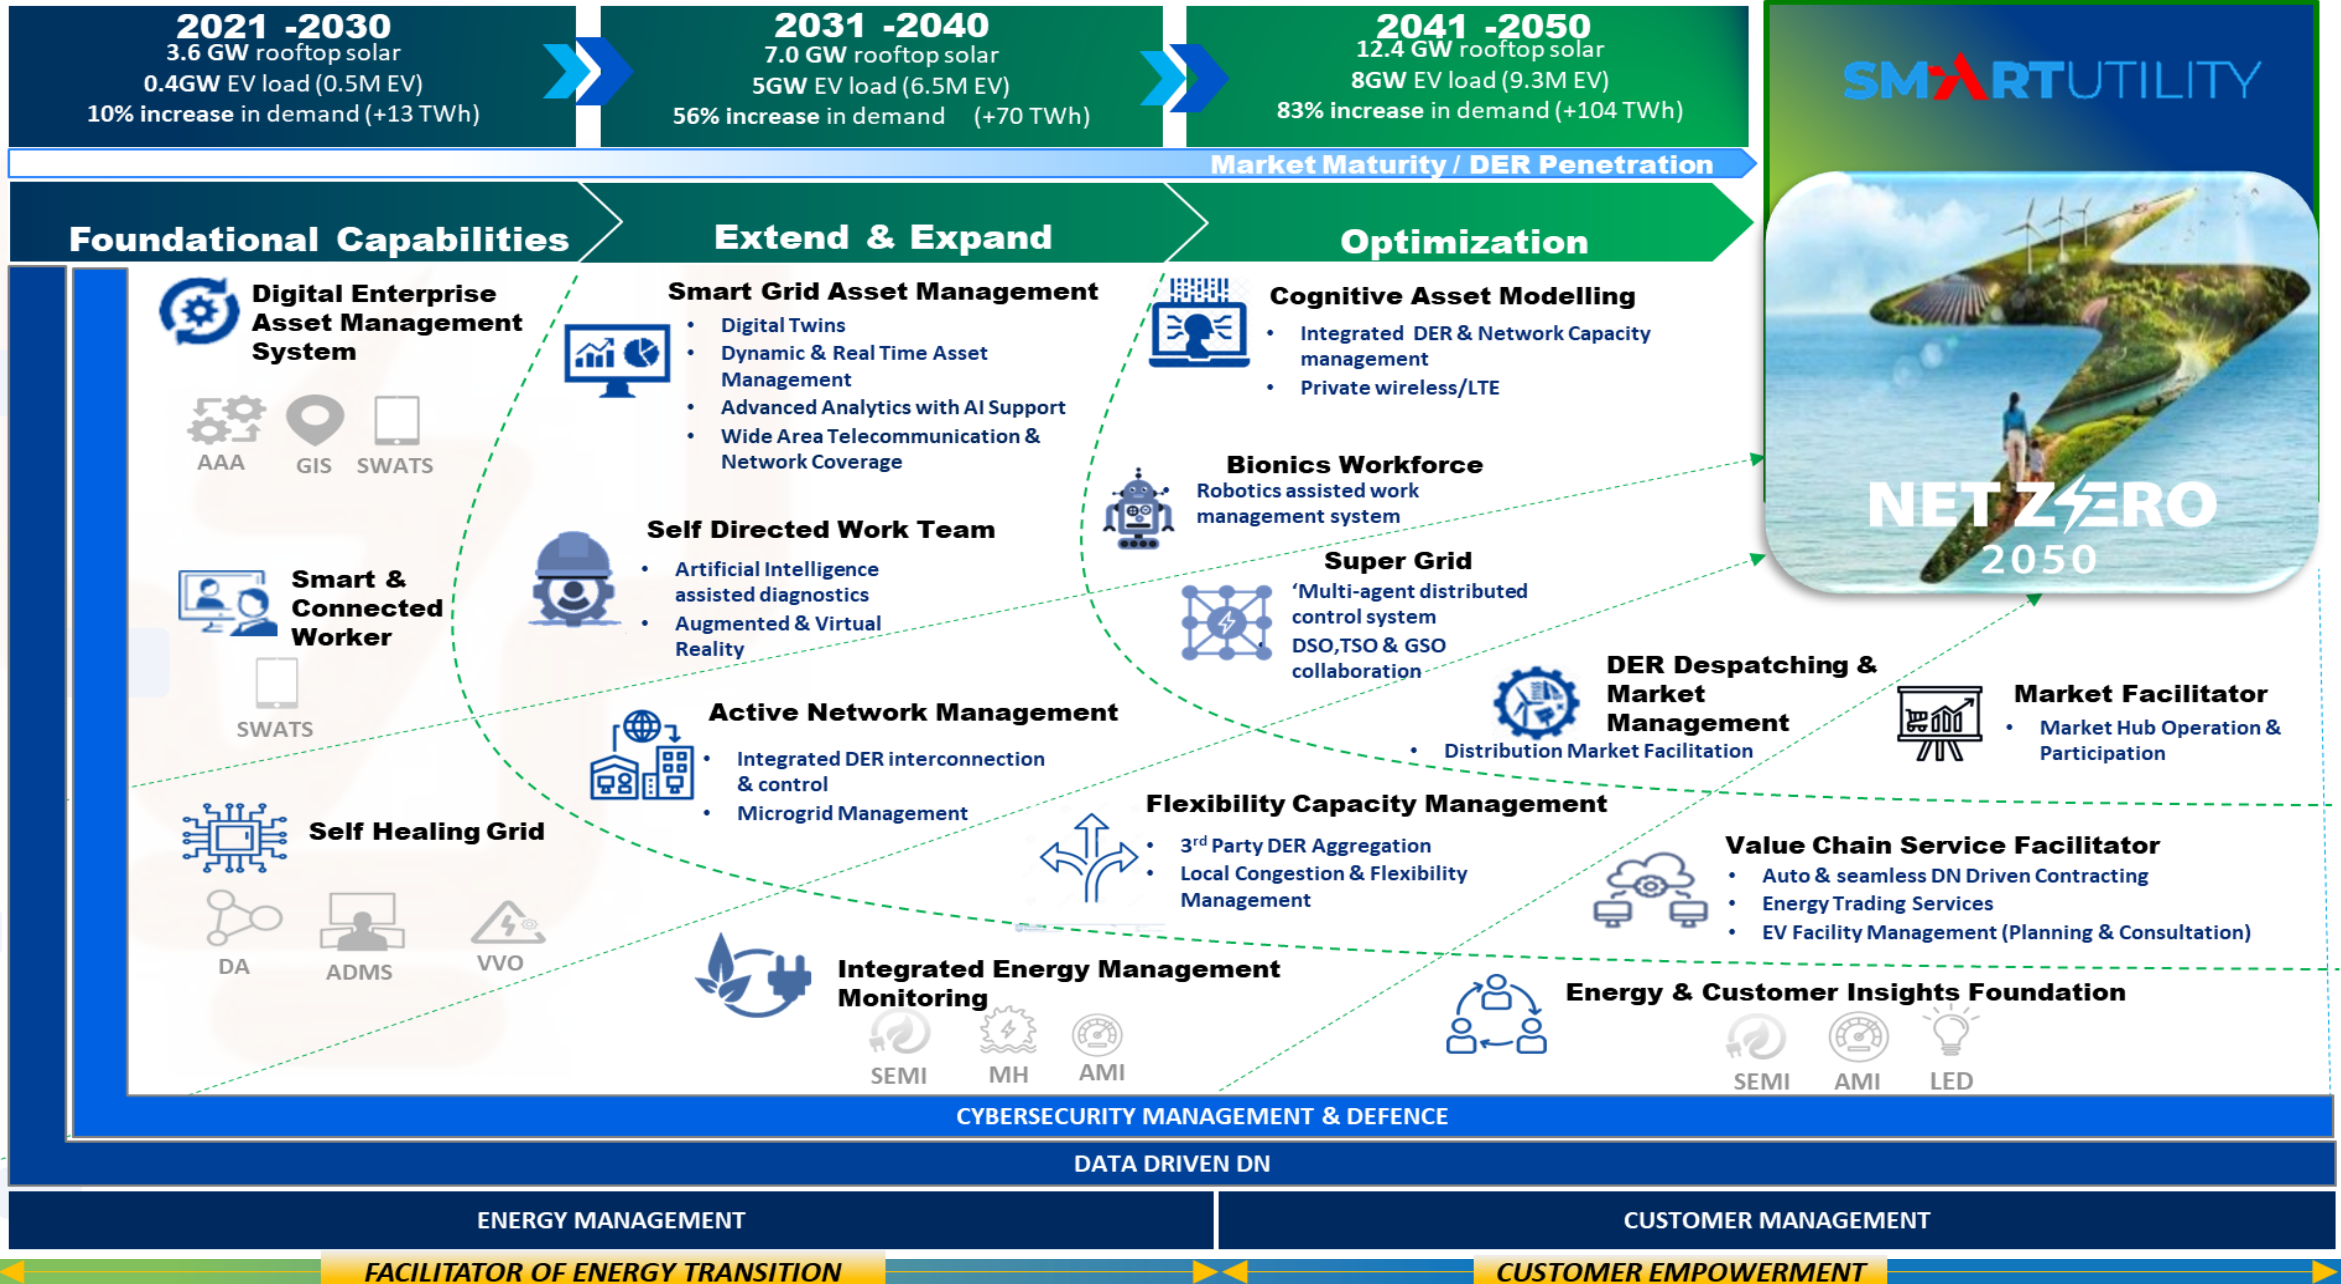 2021 -2030
3.6 GW rooftop solar
0.4GW EV load (0.5M EV)
10% increase in demand (+13 TWh)
2031 -2040
7.0 GW rooftop solar
5GW EV load (6.5M EV)
56% increase in demand (+70 TWh)
2041 -2050
12.4 GW rooftop solar
8GW EV load (9.3M EV)
83% increase in demand (+104 TWh)
SMARTUTILITY
Market Maturity / DER Penetration
Foundational Capabilities
Extend & Expand
Optimization
NET ZERO
2050
Digital Enterprise
Asset Management
System
AAA
GIS
SWATS
Smart &
Connected
Worker
SWATS
Self Healing Grid
DA
ADMS
VVO
Smart Grid Asset Management
• Digital Twins
• Dynamic & Real Time Asset
Management
• Advanced Analytics with AI Support
• Wide Area Telecommunication &
Network Coverage
Self Directed Work Team
• Artificial Intelligence
assisted diagnostics
• Augmented & Virtual
Reality
Active Network Management
• Integrated DER interconnection
& control
• Microgrid Management
Integrated Energy Management
Monitoring
SEMI
MH
AMI
Cognitive Asset Modelling
• Integrated DER & Network Capacity
management
• Private wireless/LTE
Bionics Workforce
• Robotics assisted work
management system
Super Grid
‘Multi-agent distributed
control system
• DSO,TSO & GSO
collaboration
DER Despatching &
Market
Management
• Distribution Market Facilitation
Market Facilitator
• Market Hub Operation &
Participation
Flexibility Capacity Management
• 3rd Party DER Aggregation
• Local Congestion & Flexibility
Management
Value Chain Service Facilitator
• Auto & seamless DN Driven Contracting
• Energy Trading Services
• EV Facility Management (Planning & Consultation)
Energy & Customer Insights Foundation
SEMI
AMI
LED
CYBERSECURITY MANAGEMENT & DEFENCE
DATA DRIVEN DN
ENERGY MANAGEMENT
CUSTOMER MANAGEMENT
FACILITATOR OF ENERGY TRANSITION
CUSTOMER EMPOWERMENT